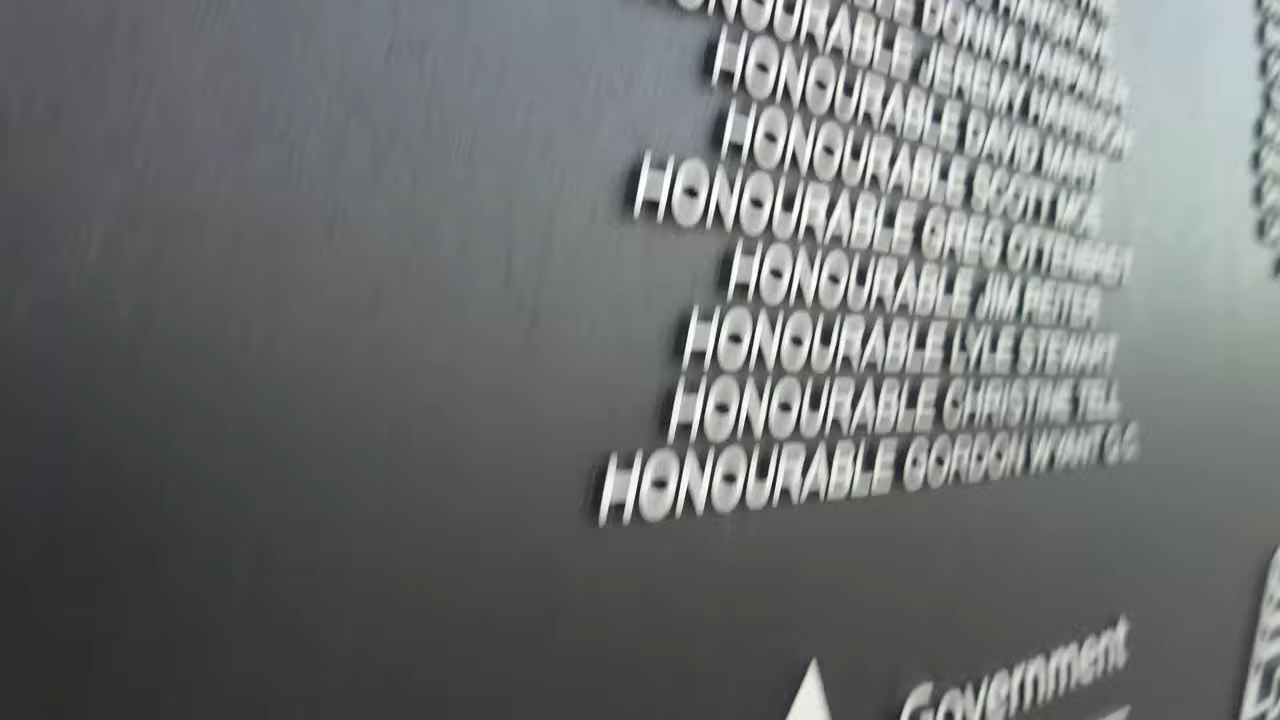 HONOURABLE DONNA
HONOURABLE JEREMY HARRISON
HONOURABLE DAVID MARIT
HONOURABLE SCOTT MOE
HONOURABLE GREG OTTENBREIT
HONOURABLE JIM REITER
HONOURABLE LYLE STEWART
HONOURABLE CHRISTINE TELL
HONOURABLE GORDON WYANT Q.C.
Government